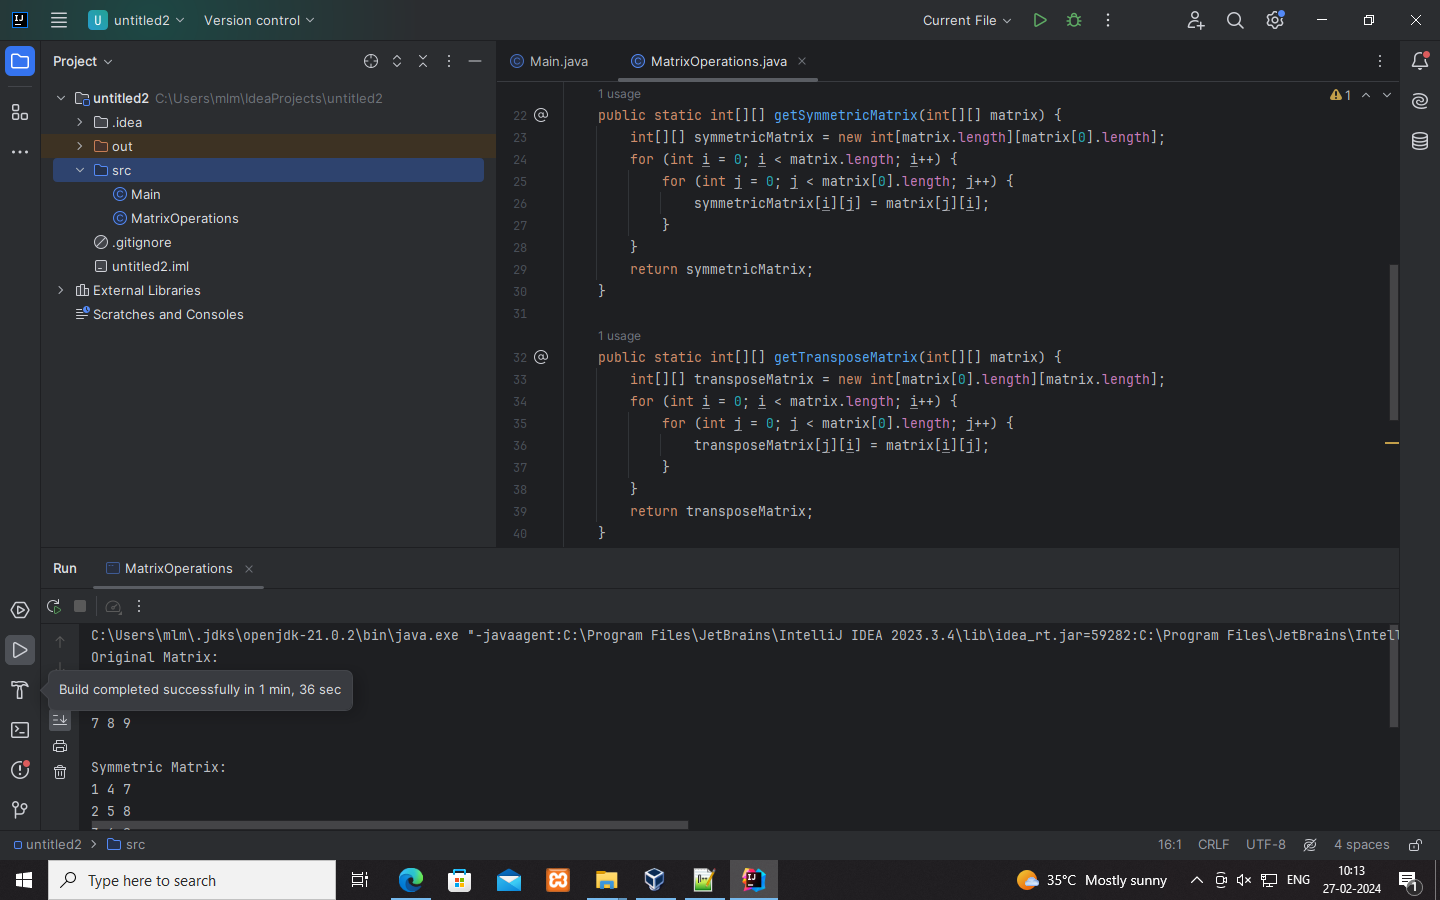 untitled2
Version control
Current File
Project
Main.java
MatrixOperations.java
untitled2 C:\Users\mlm\IdeaProjects\untitled2
.idea
out
src
Main
MatrixOperations
.gitignore
untitled2.iml
External Libraries
Scratches and Consoles
1 usage
1
22 public static int[][] getSymmetricMatrix(int[][] matrix) {
23 int[][] symmetricMatrix = new int[matrix.length][matrix[0].length];
24 for (int i = 0; i < matrix.length; i++) {
25 for (int j = 0; j < matrix[0].length; j++) {
26 symmetricMatrix[i][j] = matrix[j][i];
27 }
28 }
29 return symmetricMatrix;
30 }
31
1 usage
32 public static int[][] getTransposeMatrix(int[][] matrix) {
33 int[][] transposeMatrix = new int[matrix[0].length][matrix.length];
34 for (int i = 0; i < matrix.length; i++) {
35 for (int j = 0; j < matrix[0].length; j++) {
36 transposeMatrix[j][i] = matrix[i][j];
37 }
38 }
39 return transposeMatrix;
40 }
Run
MatrixOperations
C:\Users\mlm\.jdks\openjdk-21.0.2\bin\java.exe "-javaagent:C:\Program Files\JetBrains\IntelliJ IDEA 2023.3.4\lib\idea_rt.jar=59282:C:\Program Files\JetBrains\Intell
Original Matrix:
Build completed successfully in 1 min, 36 sec
7 8 9
Symmetric Matrix:
1 4 7
2 5 8
untitled2 > src
16:1 CRLF UTF-8 4 spaces
Type here to search
35°C Mostly sunny
ENG
10:13
27-02-2024
1